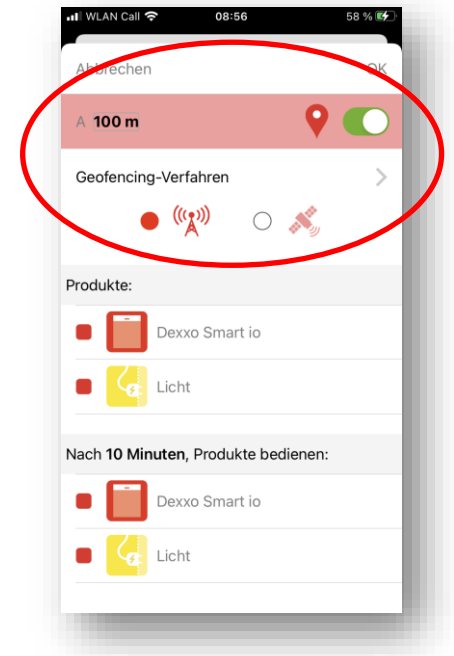 WLAN Call 08:56 58 %
Abbrechen OK
A 100 m
Geofencing-Verfahren
Produkte:
Dexxo Smart io
Licht
Nach 10 Minuten, Produkte bedienen:
Dexxo Smart io
Licht